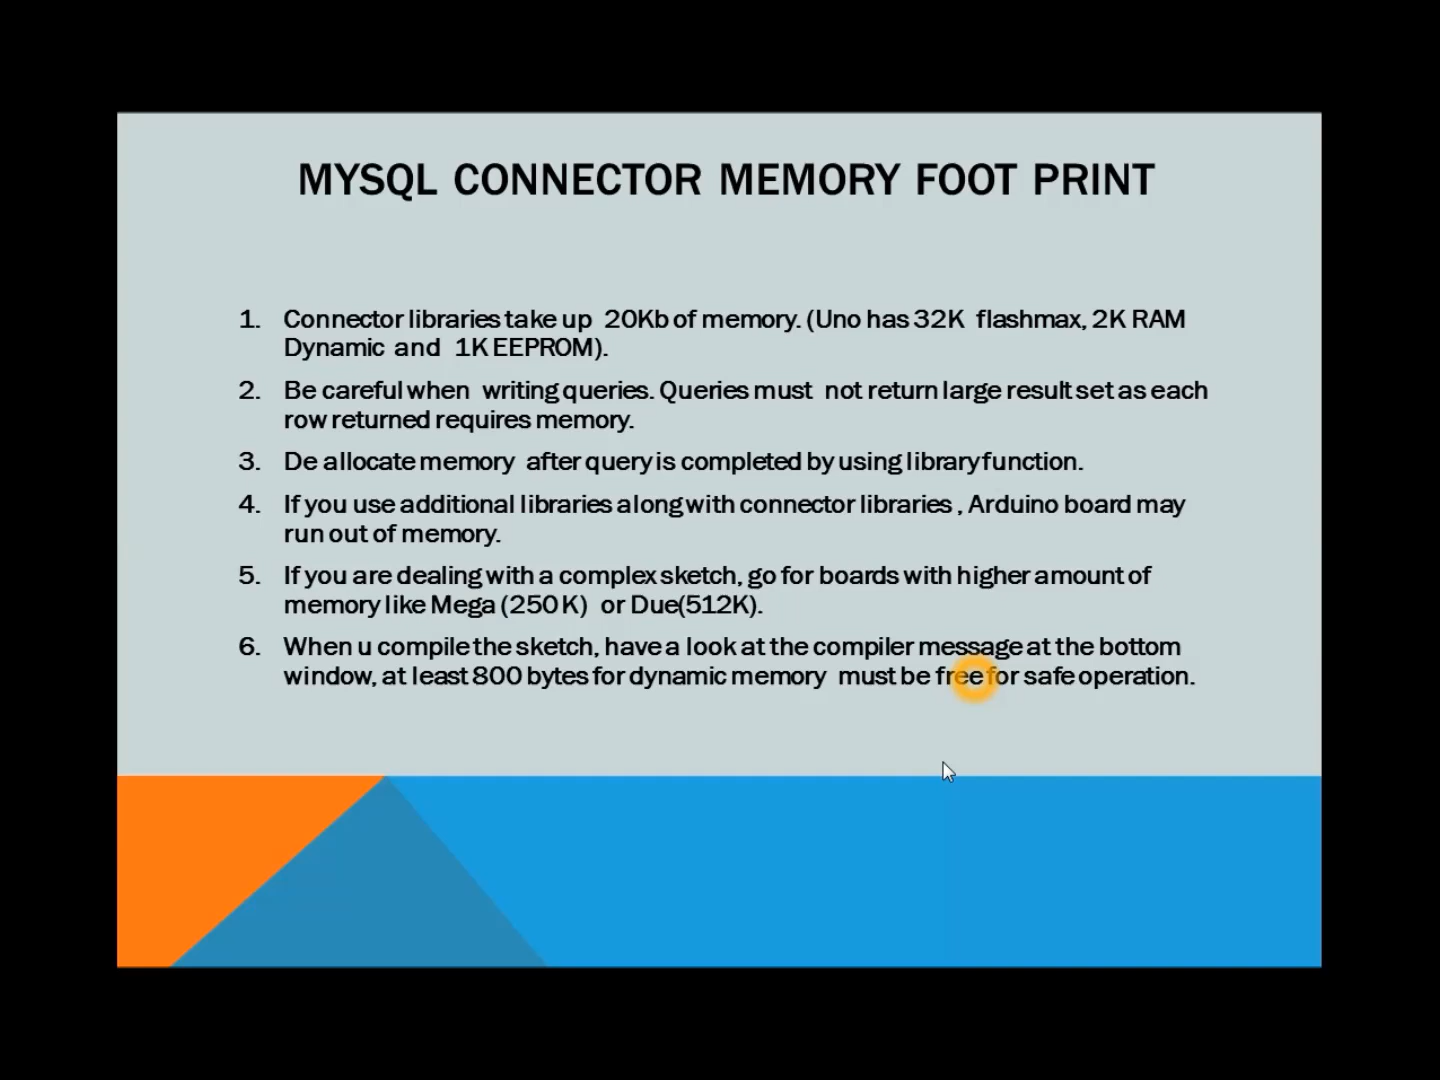 MYSQL CONNECTOR MEMORY FOOT PRINT
1. Connector libraries take up 20Kb of memory. (Uno has 32K flashmax, 2K RAM
Dynamic and 1K EEPROM).
2. Be careful when writing queries. Queries must not return large result set as each
row returned requires memory.
3. De allocate memory after query is completed by using library function.
4. If you use additional libraries along with connector libraries , Arduino board may
run out of memory.
5. If you are dealing with a complex sketch, go for boards with higher amount of
memory like Mega (250 K) or Due(512K).
6. When u compile the sketch, have a look at the compiler message at the bottom
window, at least 800 bytes for dynamic memory must be free for safe operation.